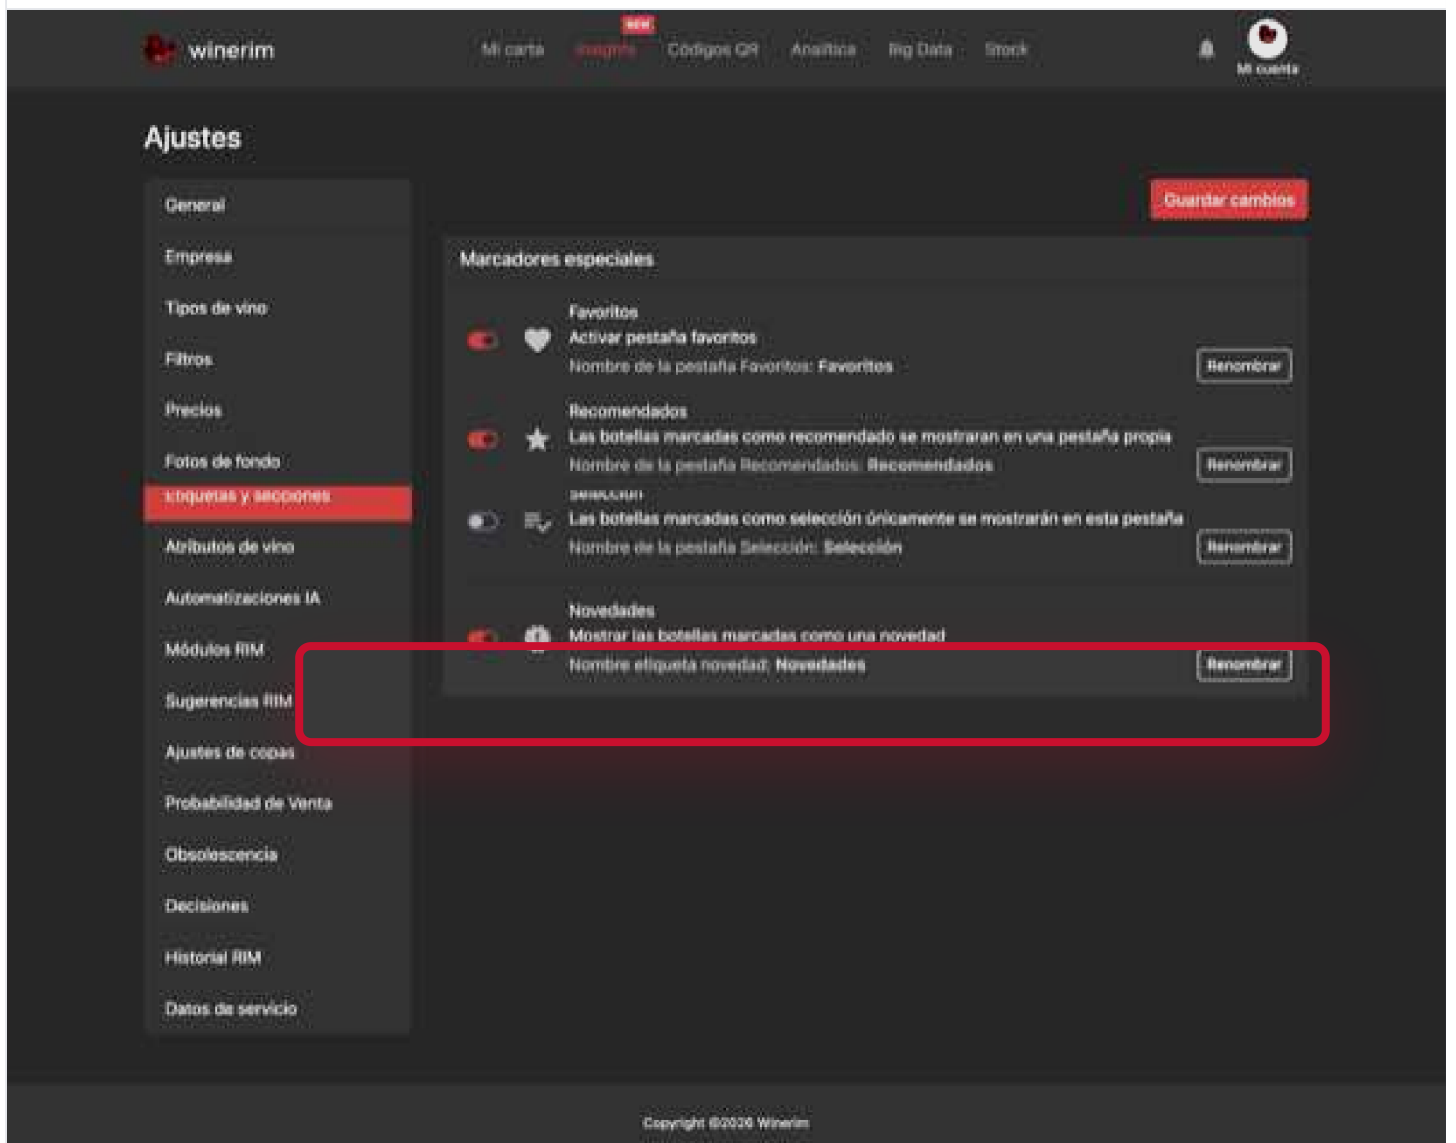 NEW
winerim
Mi carta
Insights
Códigos QR
Analítica
Big Data
Stock
Mi cuenta
Ajustes
General
Empresa
Tipos de vino
Filtros
Precios
Fotos de fondo
Etiquetas y secciones
Atributos de vino
Automatizaciones IA
Módulos RIM
Sugerencias RIM
Ajustes de copas
Probabilidad de Venta
Obsolescencia
Decisiones
Historial RIM
Datos de servicio
Guardar cambios
Marcadores especiales
Favoritos
Activar pestaña favoritos
Nombre de la pestaña Favoritos: Favoritos
Renombrar
Recomendados
Las botellas marcadas como recomendado se mostraran en una pestaña propia
Nombre de la pestaña Recomendados: Recomendados
Renombrar
Selección
Las botellas marcadas como selección únicamente se mostrarán en esta pestaña
Nombre de la pestaña Selección: Selección
Renombrar
Novedades
Mostrar las botellas marcadas como una novedad
Nombre etiqueta novedad: Novedades
Renombrar
Copyright ©2026 Winerim